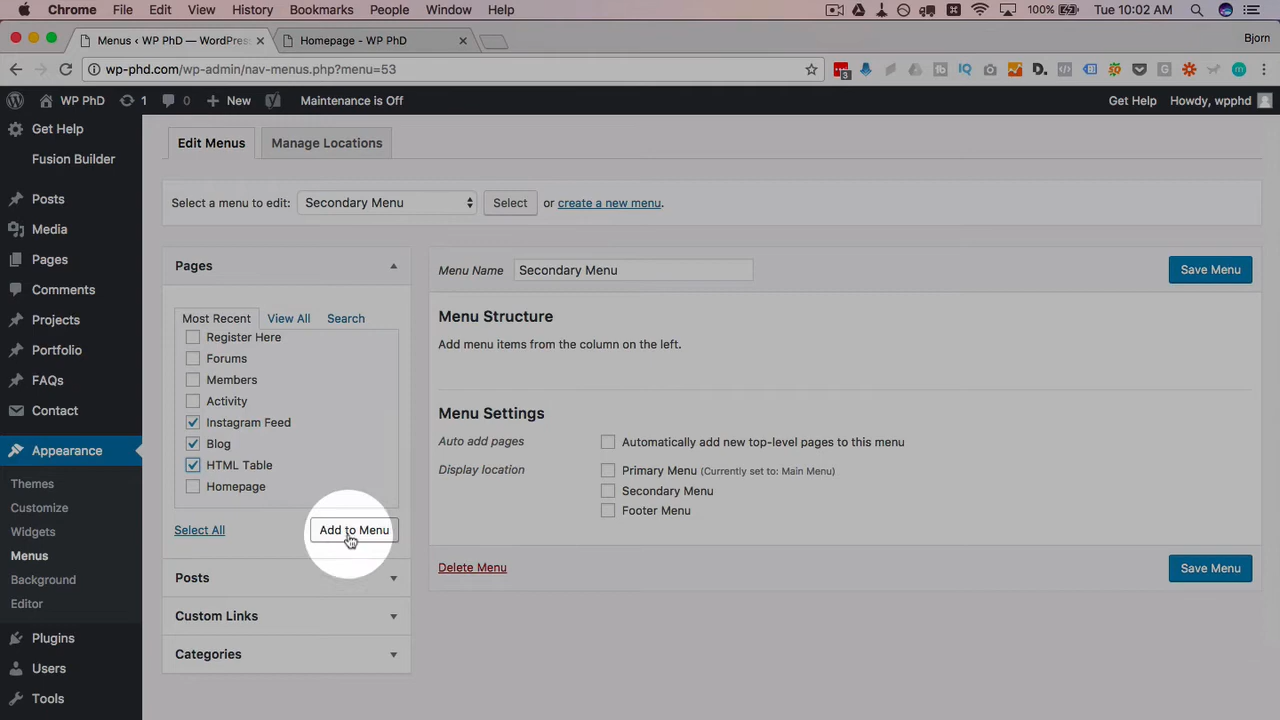 Chrome File Edit View History Bookmarks People Window Help 100% Tue 10:02 AM
Menus ‹ WP PhD — WordPress Homepage - WP PhD Bjorn
wp-phd.com/wp-admin/nav-menus.php?menu=53 3
WP PhD 1 0 New Maintenance is Off Get Help Howdy, wpphd
Get Help
Fusion Builder
Posts
Media
Pages
Comments
Projects
Portfolio
FAQs
Contact
Appearance
Themes
Customize
Widgets
Menus
Background
Editor
Plugins
Users
Tools
Edit Menus Manage Locations
Select a menu to edit: Secondary Menu Select or create a new menu.
Pages
Most Recent View All Search
Register Here
Forums
Members
Activity
Instagram Feed
Blog
HTML Table
Homepage
Select All Add to Menu
Posts
Custom Links
Categories
Menu Name Secondary Menu Save Menu
Menu Structure
Add menu items from the column on the left.
Menu Settings
Auto add pages Automatically add new top-level pages to this menu
Display location Primary Menu (Currently set to: Main Menu)
Secondary Menu
Footer Menu
Delete Menu Save Menu